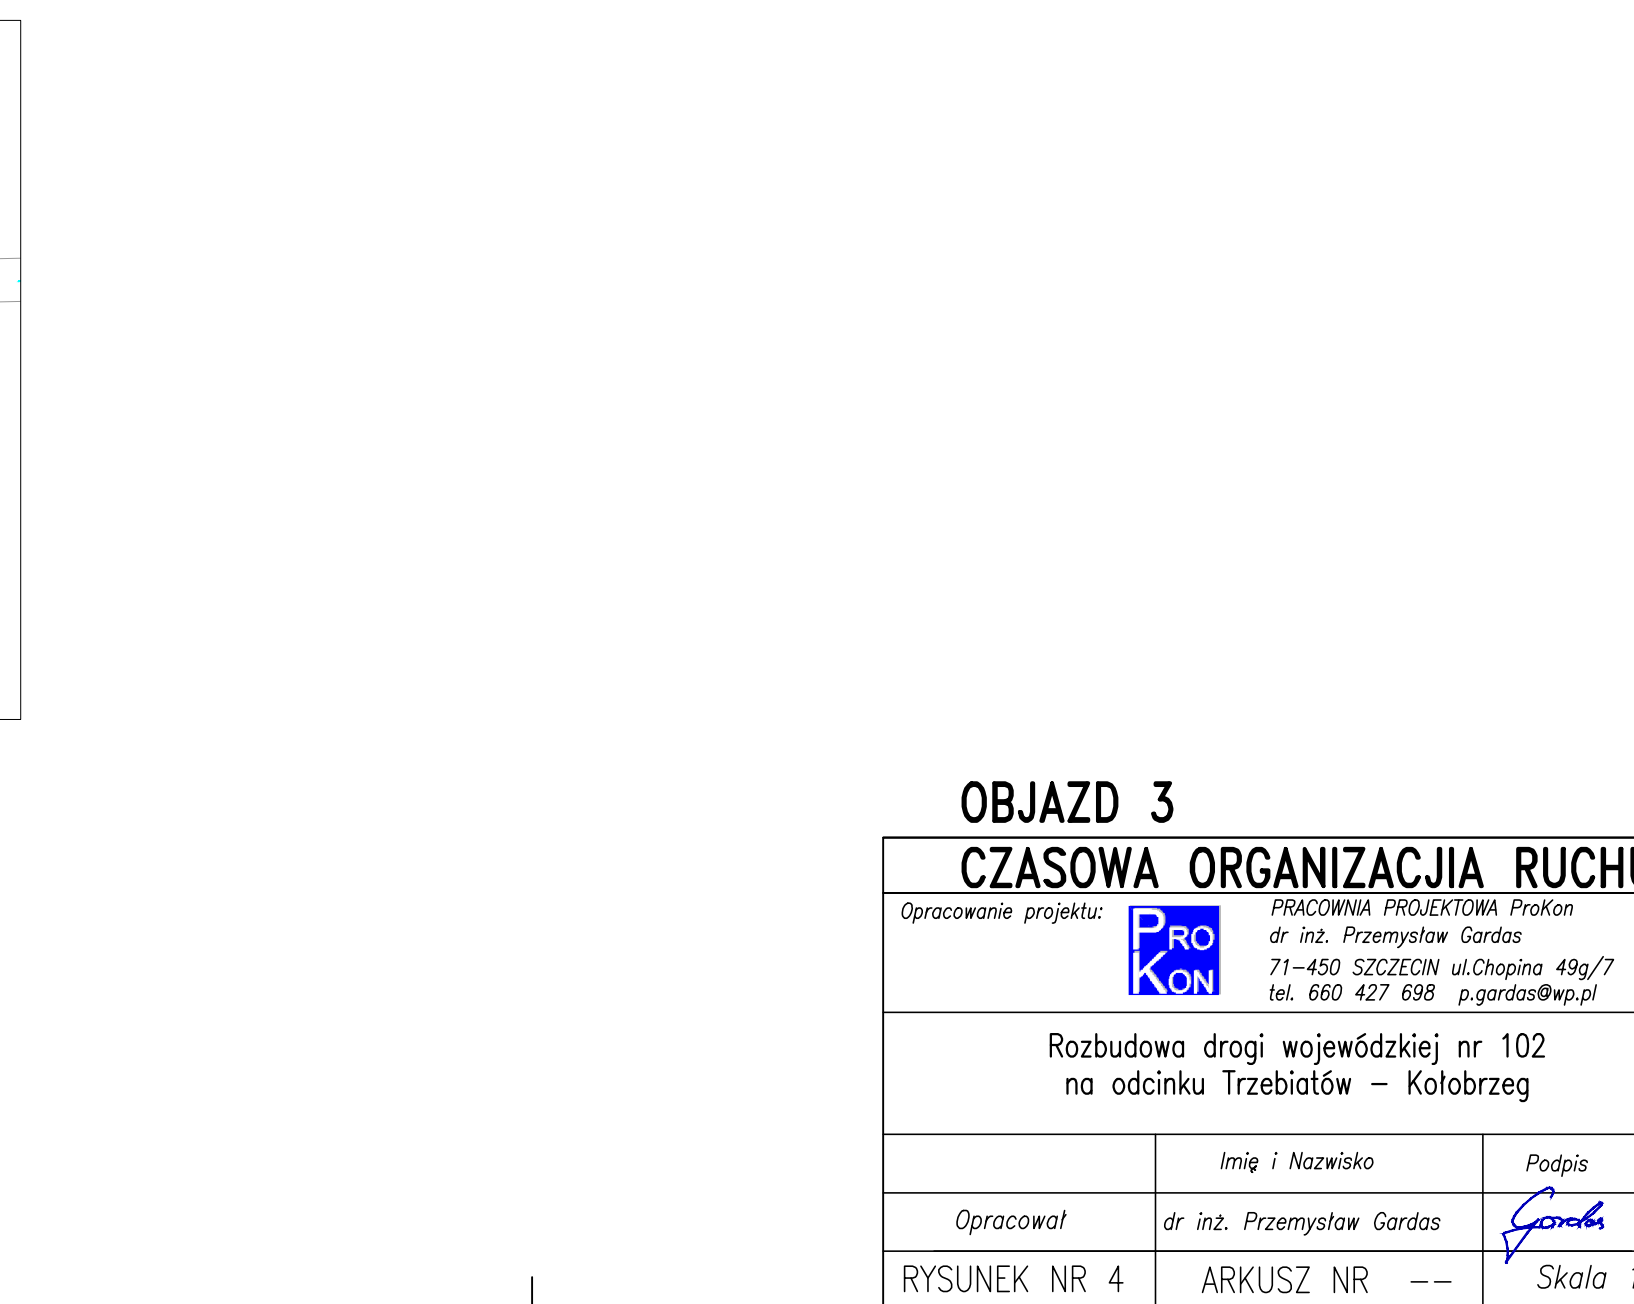 OBJAZD 3
CZASOWA ORGANIZACJIA RUCHU
Opracowanie projektu:
PRO
KON
PRACOWNIA PROJEKTOWA ProKon
dr inż. Przemysław Gardas
71-450 SZCZECIN ul.Chopina 49g/7
tel. 660 427 698 p.gardas@wp.pl
Rozbudowa drogi wojewódzkiej nr 102
na odcinku Trzebiatów – Kołobrzeg
Imię i Nazwisko
Podpis
Opracował
dr inż. Przemysław Gardas
Gardas
RYSUNEK NR 4
ARKUSZ NR --
Skala